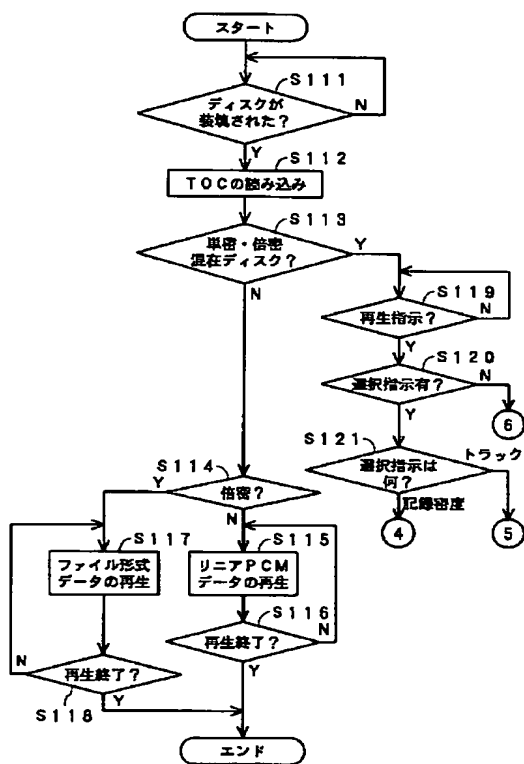 スタート
S111
ディスクが
装填された?
N
Y
S112
TOCの読み込み
S113
単密・倍密
混在ディスク?
Y
N
S119
再生指示?
N
Y
S120
選択指示有?
N
Y
6
S121
選択指示は
何?
トラック
記録密度
4
5
S114
倍密?
Y
N
S117
ファイル形式
データの再生
S115
リニアPCM
データの再生
S116
再生終了?
N
Y
再生終了?
N
Y
S118
エンド